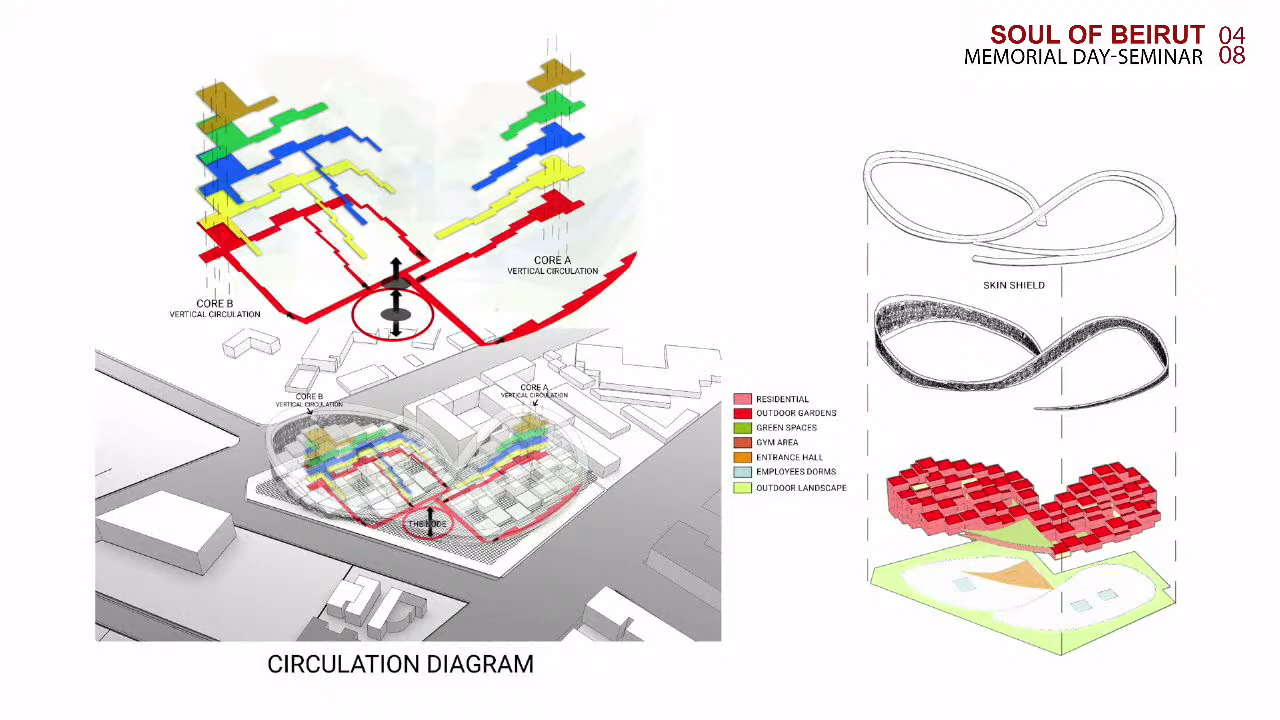 SOUL OF BEIRUT 04
MEMORIAL DAY-SEMINAR 08
CORE A
VERTICAL CIRCULATION
CORE B
VERTICAL CIRCULATION
CORE A
VERTICAL CIRCULATION
CORE B
VERTICAL CIRCULATION
THE NODE
CIRCULATION DIAGRAM
SKIN SHIELD
RESIDENTIAL
OUTDOOR GARDENS
GREEN SPACES
GYM AREA
ENTRANCE HALL
EMPLOYEES DORMS
OUTDOOR LANDSCAPE